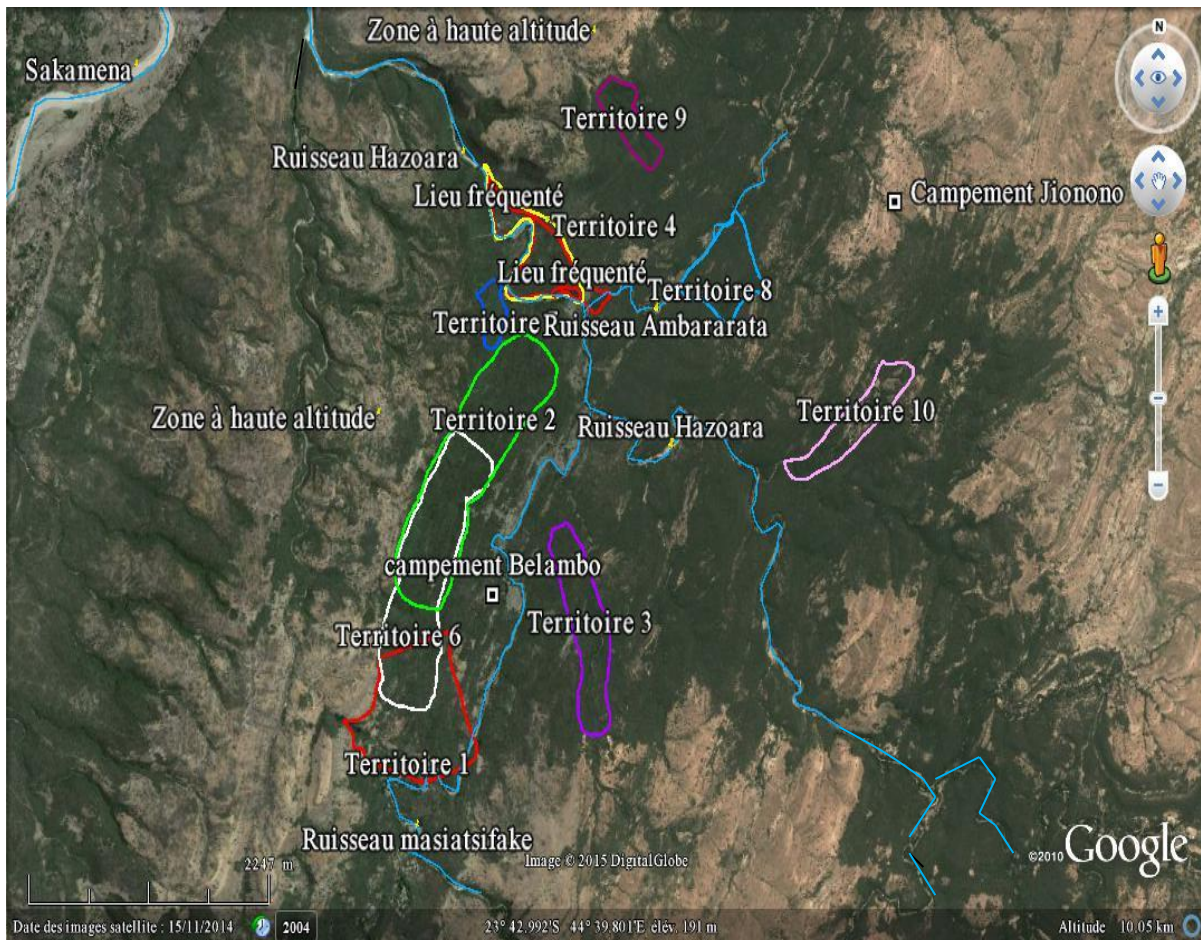 Zone à haute altitude
N
Sakamena
Territoire 9
Ruisseau Hazoara
Campement Jionono
Lieu fréquenté
Territoire 4
Lieu fréquenté
Territoire 8
Territoire
Ruisseau Ambararata
Zone à haute altitude
Territoire 2
Territoire 10
Ruisseau Hazoara
campement Belambo
Territoire 6
Territoire 3
Territoire 1
Ruisseau masiatsifake
2247 m
Image © 2015 DigitalGlobe
©2010 Google
Date des images satellite : 15/11/2014 2004 23° 42.992'S 44° 39.801'E élév. 191 m Altitude 10.05 km